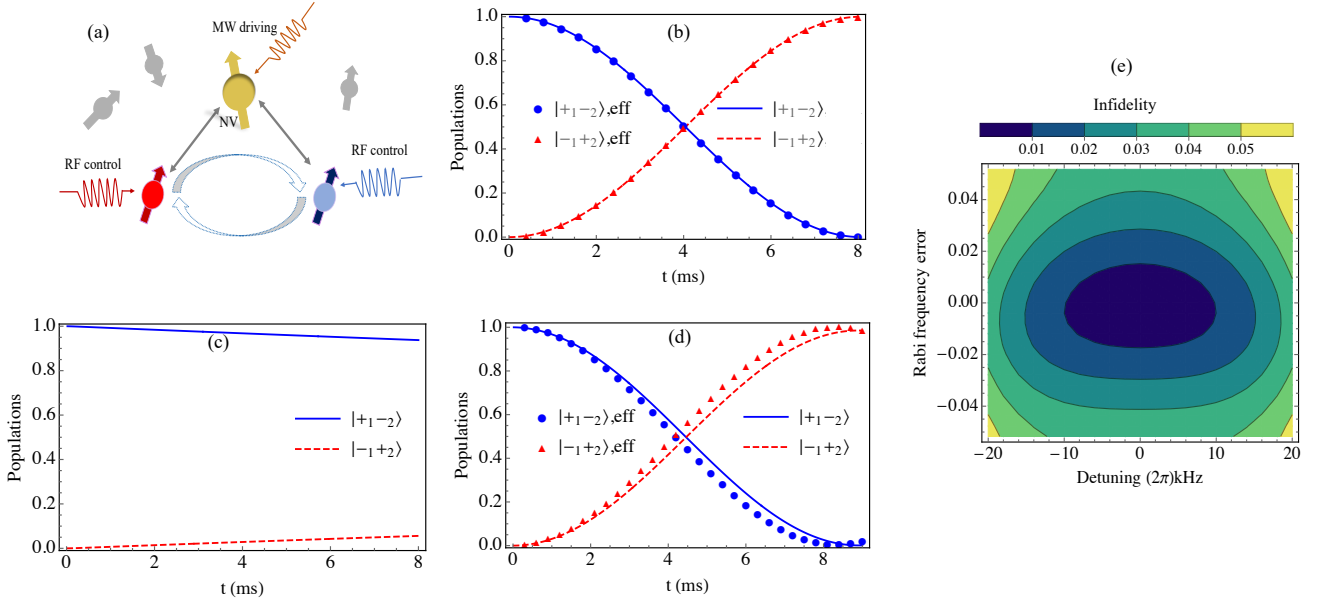 (a)
MW driving
NV
RF control
RF control
(b)
Populations
1.0
0.8
0.6
0.4
0.2
0.0
|+₁−₂⟩,eff
|−₁+₂⟩,eff
|+₁−₂⟩
|−₁+₂⟩
0
2
4
6
8
t (ms)
(c)
Populations
1.0
0.8
0.6
0.4
0.2
0.0
|+₁−₂⟩
|−₁+₂⟩
0
2
4
6
8
t (ms)
(d)
Populations
1.0
0.8
0.6
0.4
0.2
0.0
|+₁−₂⟩,eff
|−₁+₂⟩,eff
|+₁−₂⟩
|−₁+₂⟩
0
2
4
6
8
t (ms)
(e)
Infidelity
0.01 0.02 0.03 0.04 0.05
Rabi frequency error
0.04
0.02
0.00
−0.02
−0.04
−20
−10
0
10
20
Detuning (2π)kHz